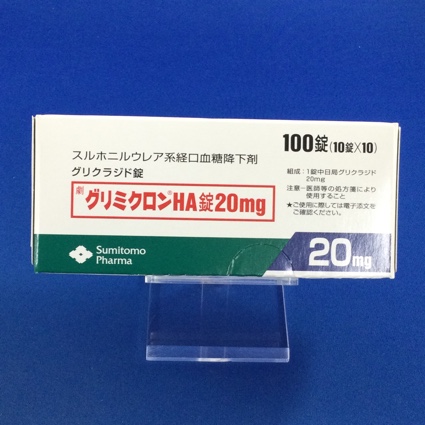 100錠(10錠×10)
スルホニルウレア系経口血糖降下剤
グリクラジド錠
劇 グリミクロン®HA錠20mg
組成:1錠中日局グリクラジド
20mg
注意-医師等の処方箋により
使用すること
★ご使用に際しては電子添文を
ご確認ください。
Sumitomo
Pharma
20mg